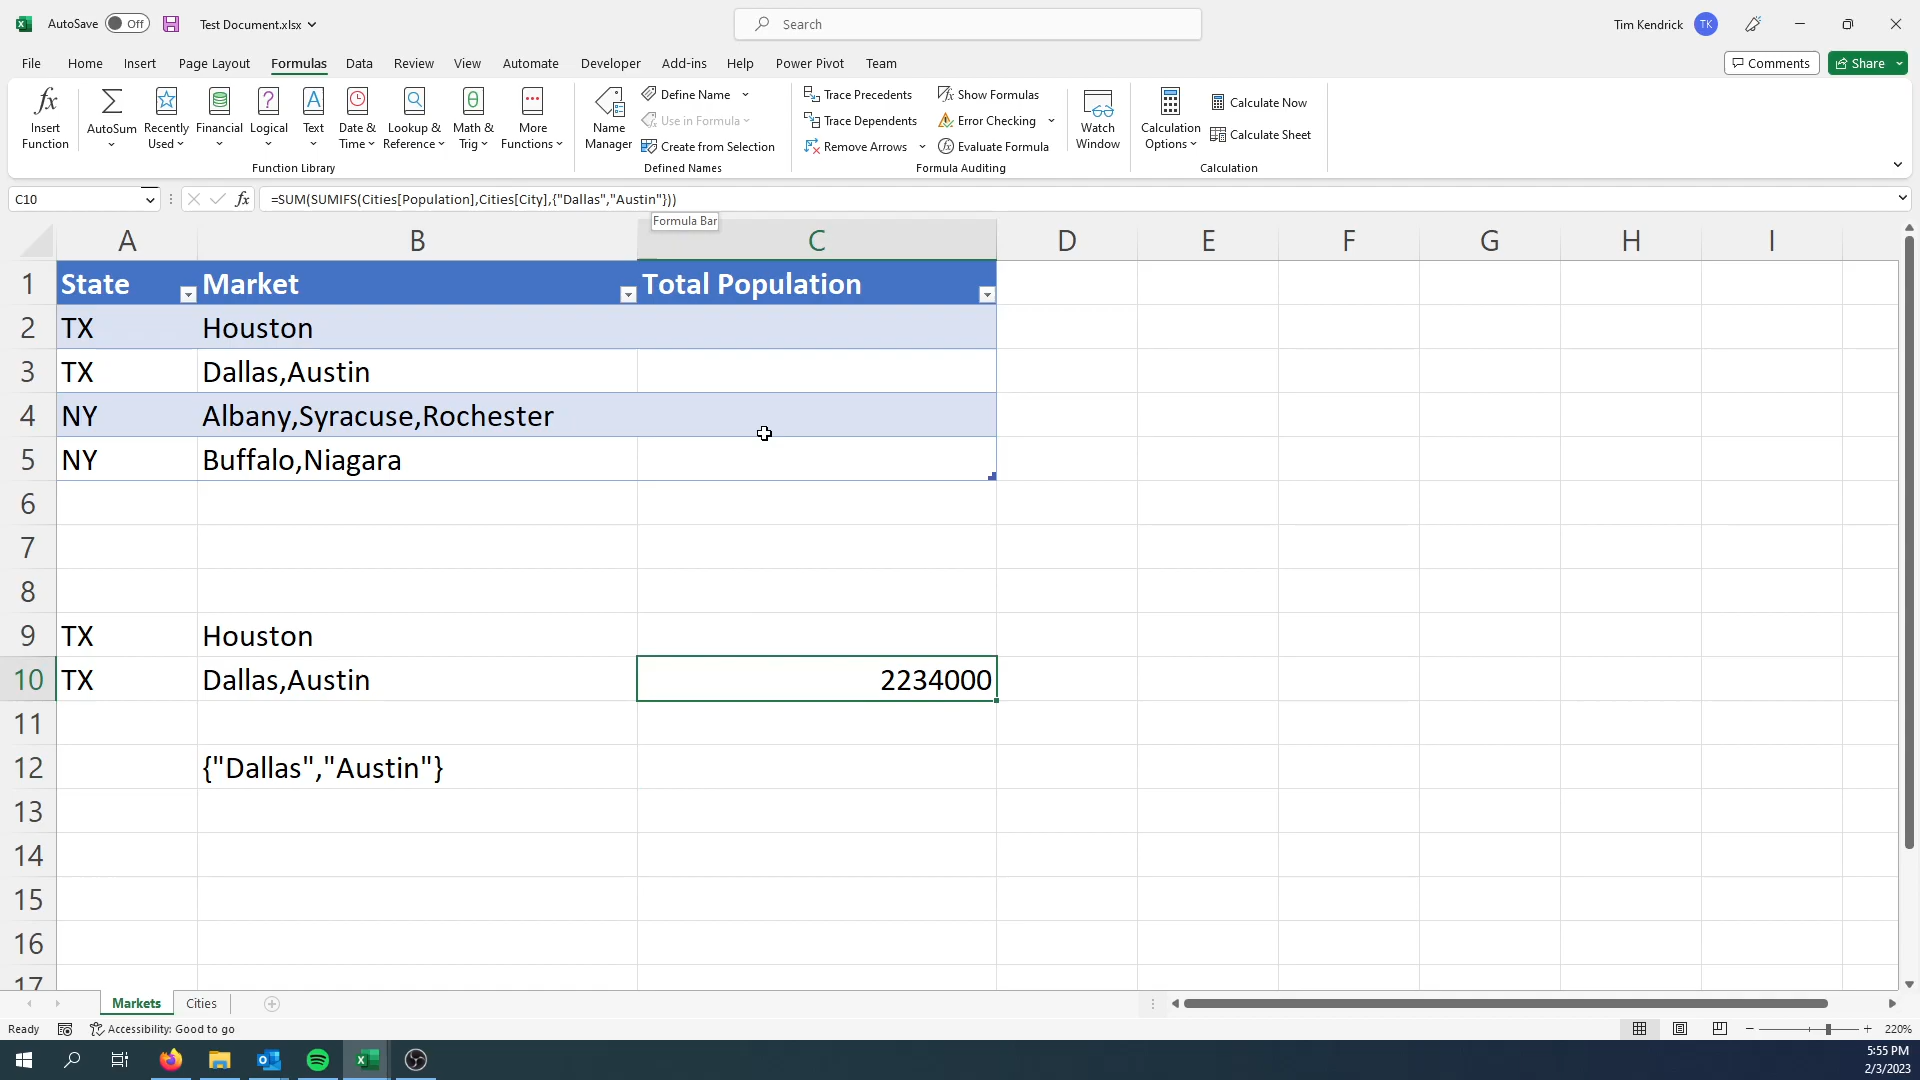 AutoSave Off Test Document.xlsx Search Tim Kendrick TK
File Home Insert Page Layout Formulas Data Review View Automate Developer Add-ins Help Power Pivot Team Comments Share
Insert Function
AutoSum
Recently Used
Financial
Logical
Text
Date & Time
Lookup & Reference
Math & Trig
More Functions
Function Library
Name Manager
Define Name
Use in Formula
Create from Selection
Defined Names
Trace Precedents
Trace Dependents
Remove Arrows
Show Formulas
Error Checking
Evaluate Formula
Formula Auditing
Watch Window
Calculation Options
Calculate Now
Calculate Sheet
Calculation
C10 fx =SUM(SUMIFS(Cities[Population],Cities[City],{"Dallas","Austin"}))
Formula Bar
A B C D E F G H I
1 State Market Total Population
2 TX Houston
3 TX Dallas,Austin
4 NY Albany,Syracuse,Rochester
5 NY Buffalo,Niagara
6
7
8
9 TX Houston
10 TX Dallas,Austin 2234000
11
12 {"Dallas","Austin"}
13
14
15
16
17
Markets Cities
Ready Accessibility: Good to go 220%
5:55 PM
2/3/2023